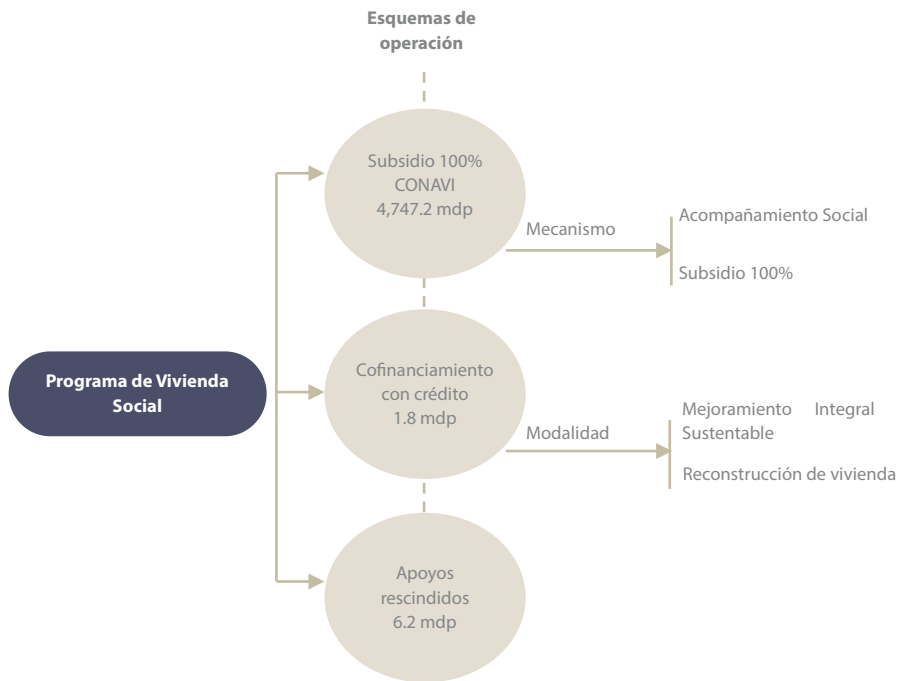 Esquemas de
operación
Subsidio 100%
CONAVI
4,747.2 mdp
Mecanismo
Acompañamiento Social
Subsidio 100%
Programa de Vivienda
Social
Cofinanciamiento
con crédito
1.8 mdp
Modalidad
Mejoramiento Integral
Sustentable
Reconstrucción de vivienda
Apoyos
rescindidos
6.2 mdp